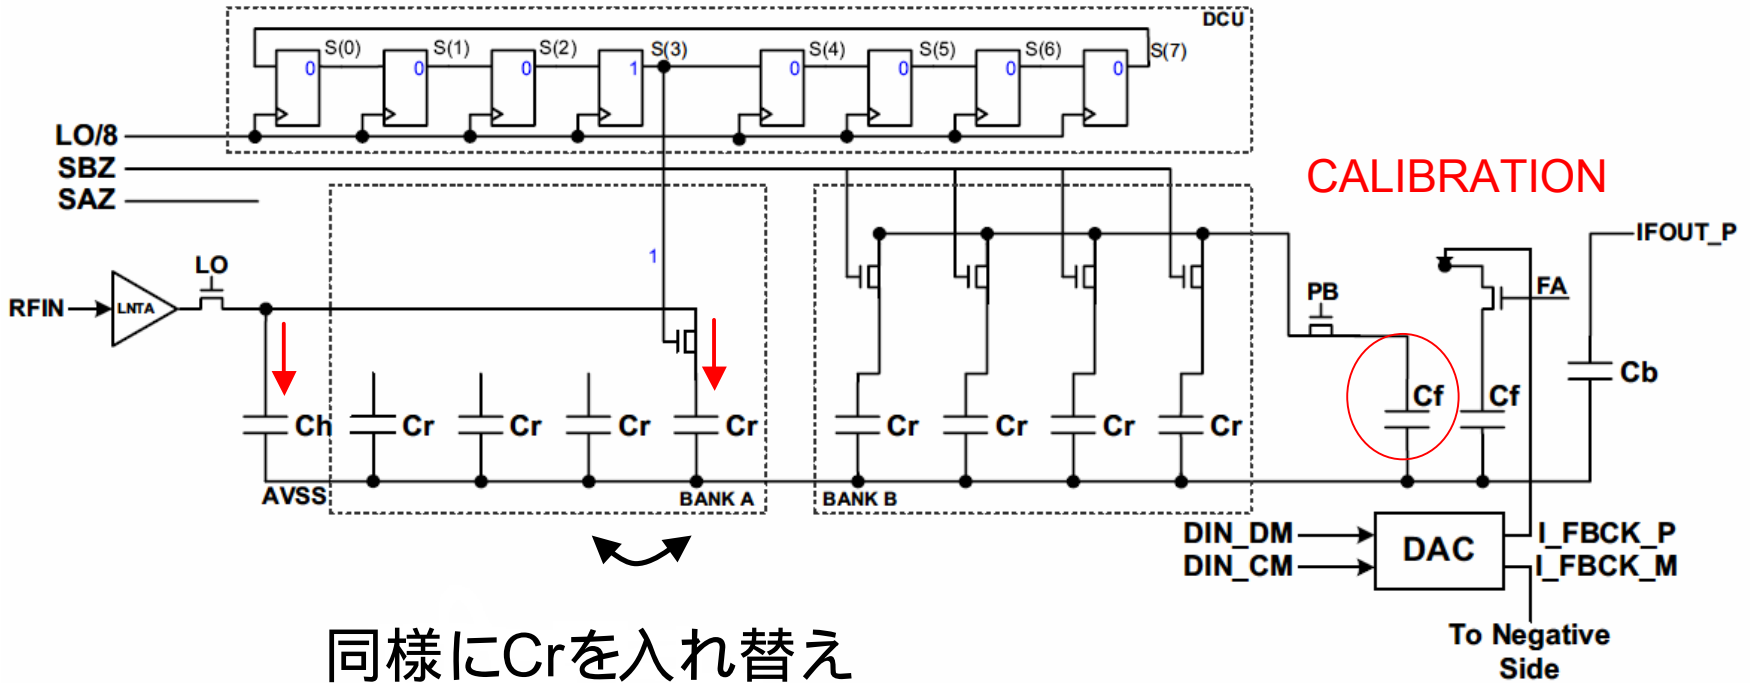 DCU
S(0) S(1) S(2) S(3) S(4) S(5) S(6) S(7)
0 0 0 1 0 0 0 0
LO/8
SBZ
SAZ
CALIBRATION
IFOUT_P
1
LO
RFIN
LNTA
PB
FA
Ch Cr Cr Cr Cr Cr Cr Cr Cr Cf Cf Cb
AVSS
BANK A
BANK B
DIN_DM
DIN_CM
DAC
I_FBCK_P
I_FBCK_M
To Negative
Side
同様にCrを入れ替え